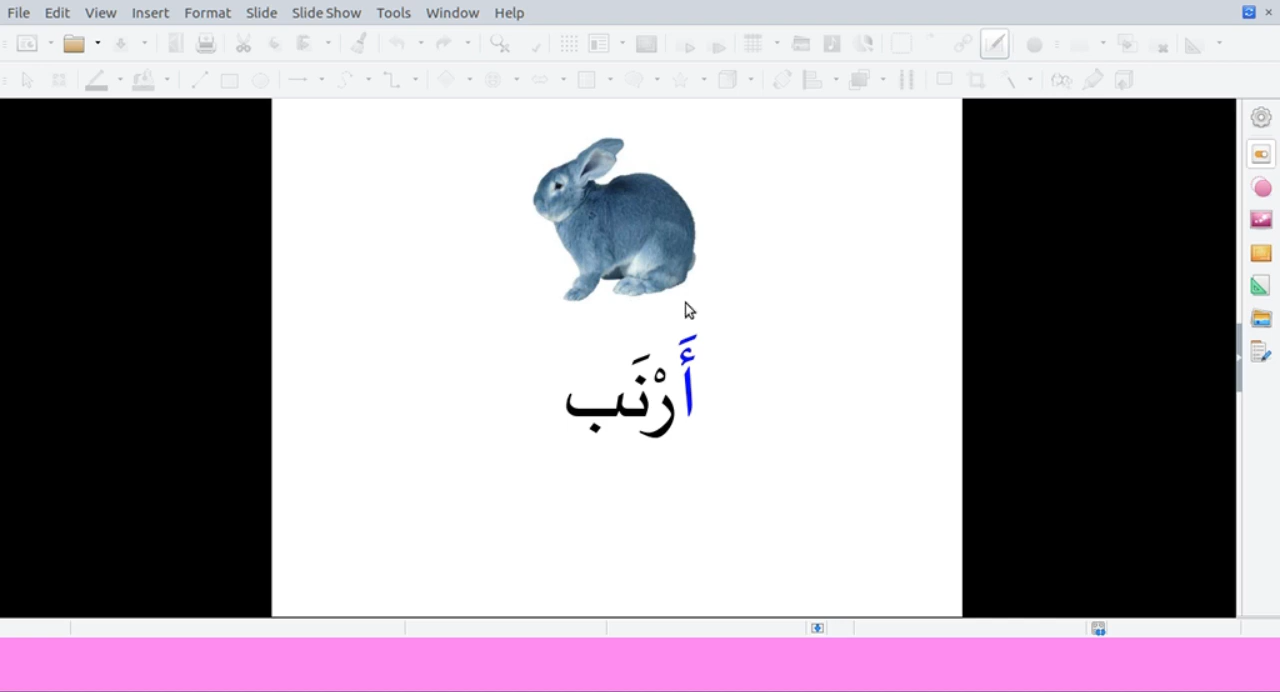 File Edit View Insert Format Slide Slide Show Tools Window Help
أَرْنَب